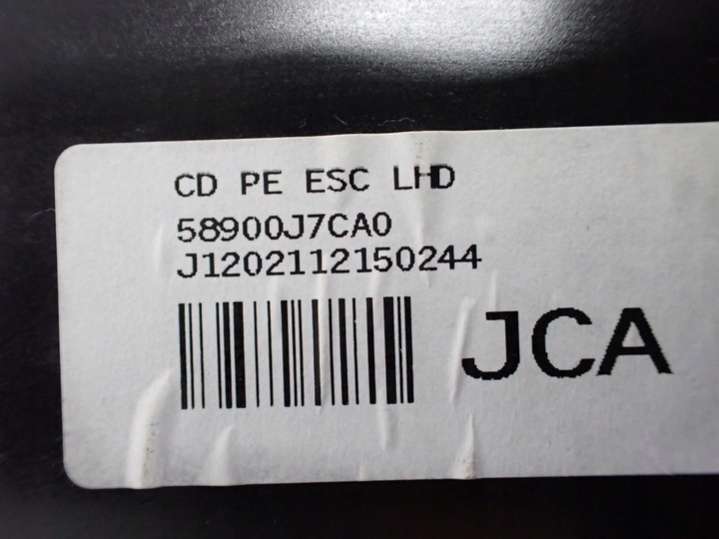 CD PE ESC LHD
58900J7CA0
J1202112150244
JCA